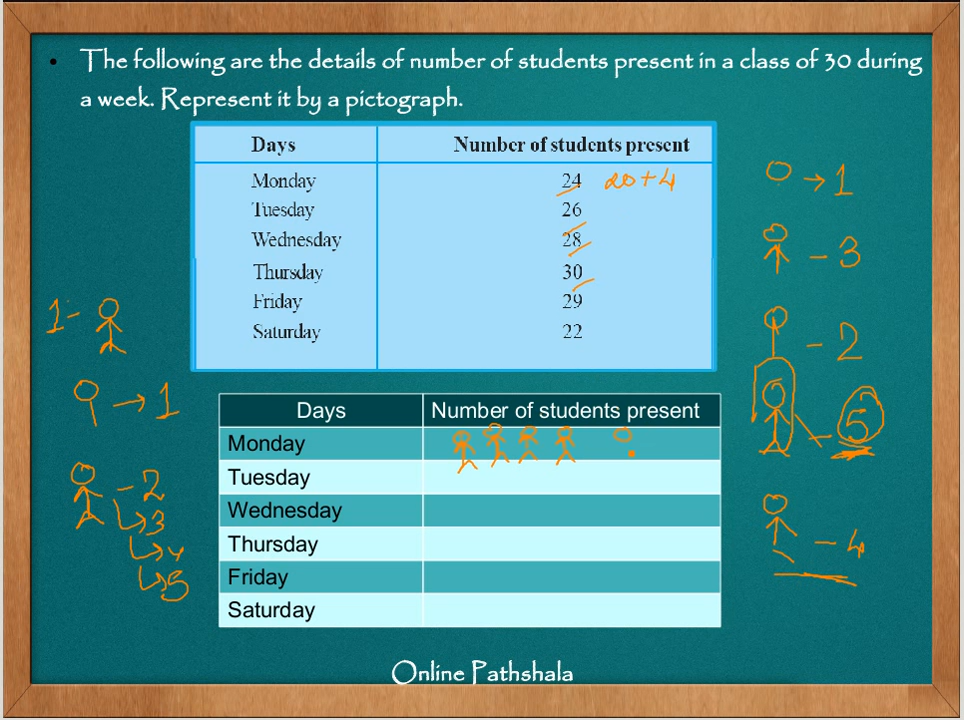 • The following are the details of number of students present in a class of 30 during
a week. Represent it by a pictograph.
Days Number of students present
Monday 24 20+4
Tuesday 26
Wednesday 28
Thursday 30
Friday 29
Saturday 22
→ 1
- 3
- 2
- 5
- 4
1-
→ 1
- 2
→ 3
→ 4
→ 5
Days Number of students present
Monday
Tuesday
Wednesday
Thursday
Friday
Saturday
Online Pathshala